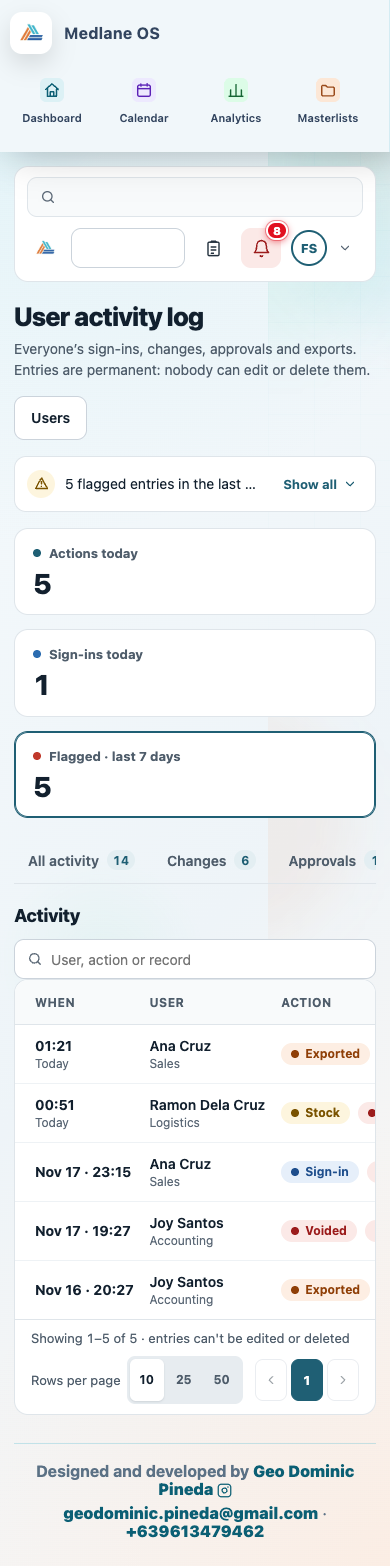 Medlane OS
Dashboard
Calendar
Analytics
Masterlists
8
FS
User activity log
Everyone's sign-ins, changes, approvals and exports.
Entries are permanent: nobody can edit or delete them.
Users
5 flagged entries in the last ...
Show all
Actions today
5
Sign-ins today
1
Flagged · last 7 days
5
All activity 14
Changes 6
Approvals 1
Activity
User, action or record
WHEN USER ACTION
01:21 Ana Cruz Exported
Today Sales
00:51 Ramon Dela Cruz Stock
Today Logistics
Nov 17 · 23:15 Ana Cruz Sign-in
Sales
Nov 17 · 19:27 Joy Santos Voided
Accounting
Nov 16 · 20:27 Joy Santos Exported
Accounting
Showing 1–5 of 5 · entries can't be edited or deleted
Rows per page 10 25 50 1
Designed and developed by Geo Dominic
Pineda
geodominic.pineda@gmail.com ·
+639613479462